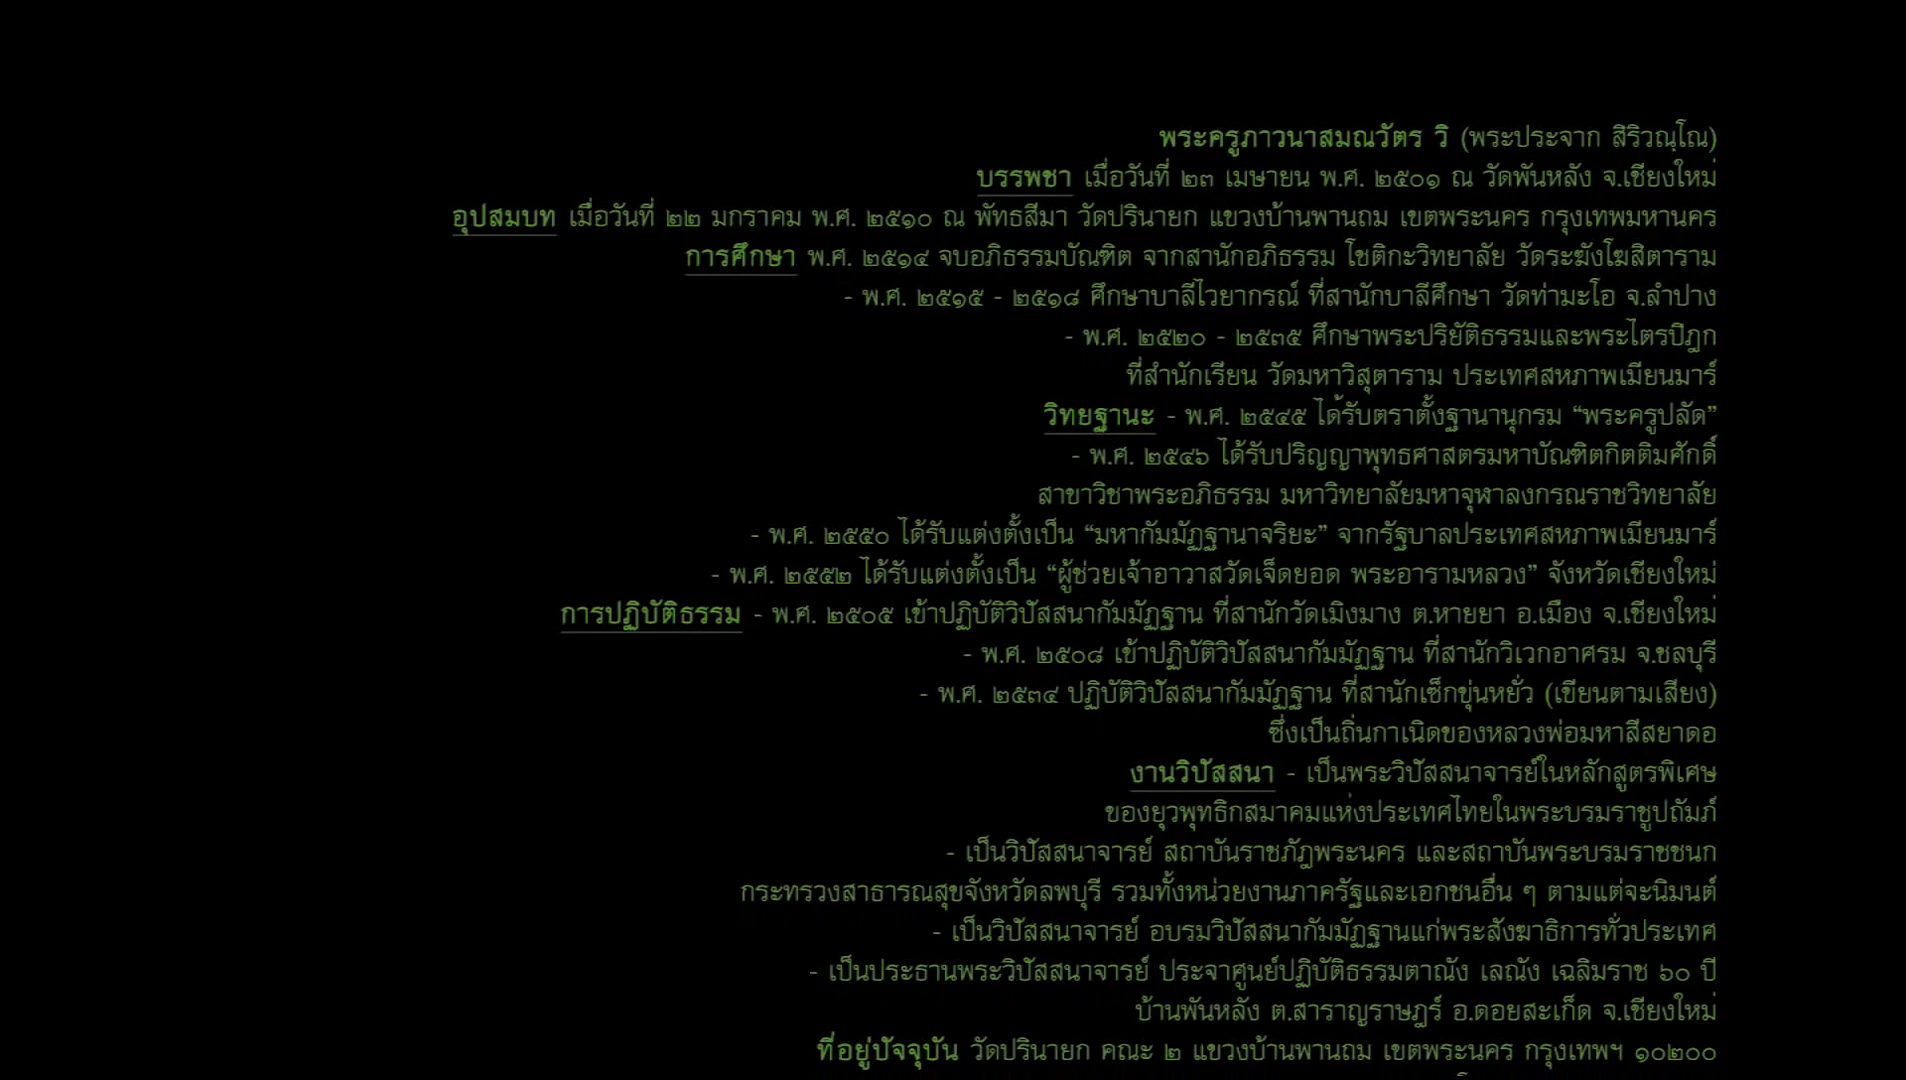 พระครูภาวนาสมณวัตร วิ (พระประจาก สิริวณฺโณ)
บรรพชา เมื่อวันที่ ๒๓ เมษายน พ.ศ. ๒๕๐๑ ณ วัดพันหลัง จ.เชียงใหม่
อุปสมบท เมื่อวันที่ ๒๒ มกราคม พ.ศ. ๒๕๑๐ ณ พัทธสีมา วัดปรินายก แขวงบ้านพานถม เขตพระนคร กรุงเทพมหานคร
การศึกษา พ.ศ. ๒๕๑๔ จบอภิธรรมบัณฑิต จากสานักอภิธรรม โชติกะวิทยาลัย วัดระฆังโฆสิตาราม
- พ.ศ. ๒๕๑๕ - ๒๕๑๘ ศึกษาบาลีไวยากรณ์ ที่สานักบาลีศึกษา วัดท่ามะโอ จ.ลำปาง
- พ.ศ. ๒๕๒๐ - ๒๕๓๕ ศึกษาพระปริยัติธรรมและพระไตรปิฎก
ที่สำนักเรียน วัดมหาวิสุตาราม ประเทศสหภาพเมียนมาร์
วิทยฐานะ - พ.ศ. ๒๕๔๕ ได้รับตราตั้งฐานานุกรม “พระครูปลัด”
- พ.ศ. ๒๕๔๖ ได้รับปริญญาพุทธศาสตรมหาบัณฑิตกิตติมศักดิ์
สาขาวิชาพระอภิธรรม มหาวิทยาลัยมหาจุฬาลงกรณราชวิทยาลัย
- พ.ศ. ๒๕๕๐ ได้รับแต่งตั้งเป็น “มหากัมมัฏฐานาจริยะ” จากรัฐบาลประเทศสหภาพเมียนมาร์
- พ.ศ. ๒๕๕๒ ได้รับแต่งตั้งเป็น “ผู้ช่วยเจ้าอาวาสวัดเจ็ดยอด พระอารามหลวง” จังหวัดเชียงใหม่
การปฏิบัติธรรม - พ.ศ. ๒๕๐๕ เข้าปฏิบัติวิปัสสนากัมมัฏฐาน ที่สานักวัดเมิงมาง ต.หายยา อ.เมือง จ.เชียงใหม่
- พ.ศ. ๒๕๐๘ เข้าปฏิบัติวิปัสสนากัมมัฏฐาน ที่สานักวิเวกอาศรม จ.ชลบุรี
- พ.ศ. ๒๕๓๔ ปฏิบัติวิปัสสนากัมมัฏฐาน ที่สานักเซ็กขุ่นหยั่ว (เขียนตามเสียง)
ซึ่งเป็นถิ่นกาเนิดของหลวงพ่อมหาสีสยาดอ
งานวิปัสสนา - เป็นพระวิปัสสนาจารย์ในหลักสูตรพิเศษ
ของยุวพุทธิกสมาคมแห่งประเทศไทยในพระบรมราชูปถัมภ์
- เป็นวิปัสสนาจารย์ สถาบันราชภัฎพระนคร และสถาบันพระบรมราชชนก
กระทรวงสาธารณสุขจังหวัดลพบุรี รวมทั้งหน่วยงานภาครัฐและเอกชนอื่น ๆ ตามแต่จะนิมนต์
- เป็นวิปัสสนาจารย์ อบรมวิปัสสนากัมมัฏฐานแก่พระสังฆาธิการทั่วประเทศ
- เป็นประธานพระวิปัสสนาจารย์ ประจาศูนย์ปฏิบัติธรรมตาณัง เลณัง เฉลิมราช ๖๐ ปี
บ้านพันหลัง ต.สาราญราษฎร์ อ.ดอยสะเก็ด จ.เชียงใหม่
ที่อยู่ปัจจุบัน วัดปรินายก คณะ ๒ แขวงบ้านพานถม เขตพระนคร กรุงเทพฯ ๑๐๒๐๐